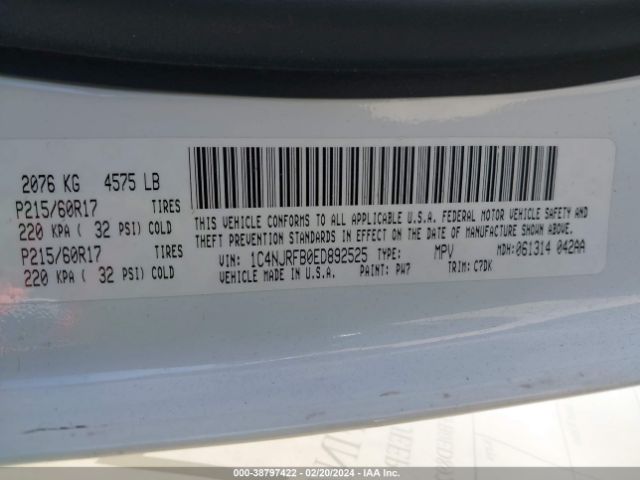 2076 KG 4575 LB
P215/60R17 TIRES
220 KPA ( 32 PSI) COLD
P215/60R17 TIRES
220 KPA ( 32 PSI) COLD
THIS VEHICLE CONFORMS TO ALL APPLICABLE U.S.A. FEDERAL MOTOR VEHICLE SAFETY AND
THEFT PREVENTION STANDARDS IN EFFECT ON THE DATE OF MANUFACTURE SHOWN ABOVE.
VIN: 1C4NJRFB0ED892525 TYPE: MPV MDH:061314 042AA
VEHICLE MADE IN U.S.A. PAINT: PW7 TRIM: C7DK
000-38797422 - 02/20/2024 - IAA Inc.